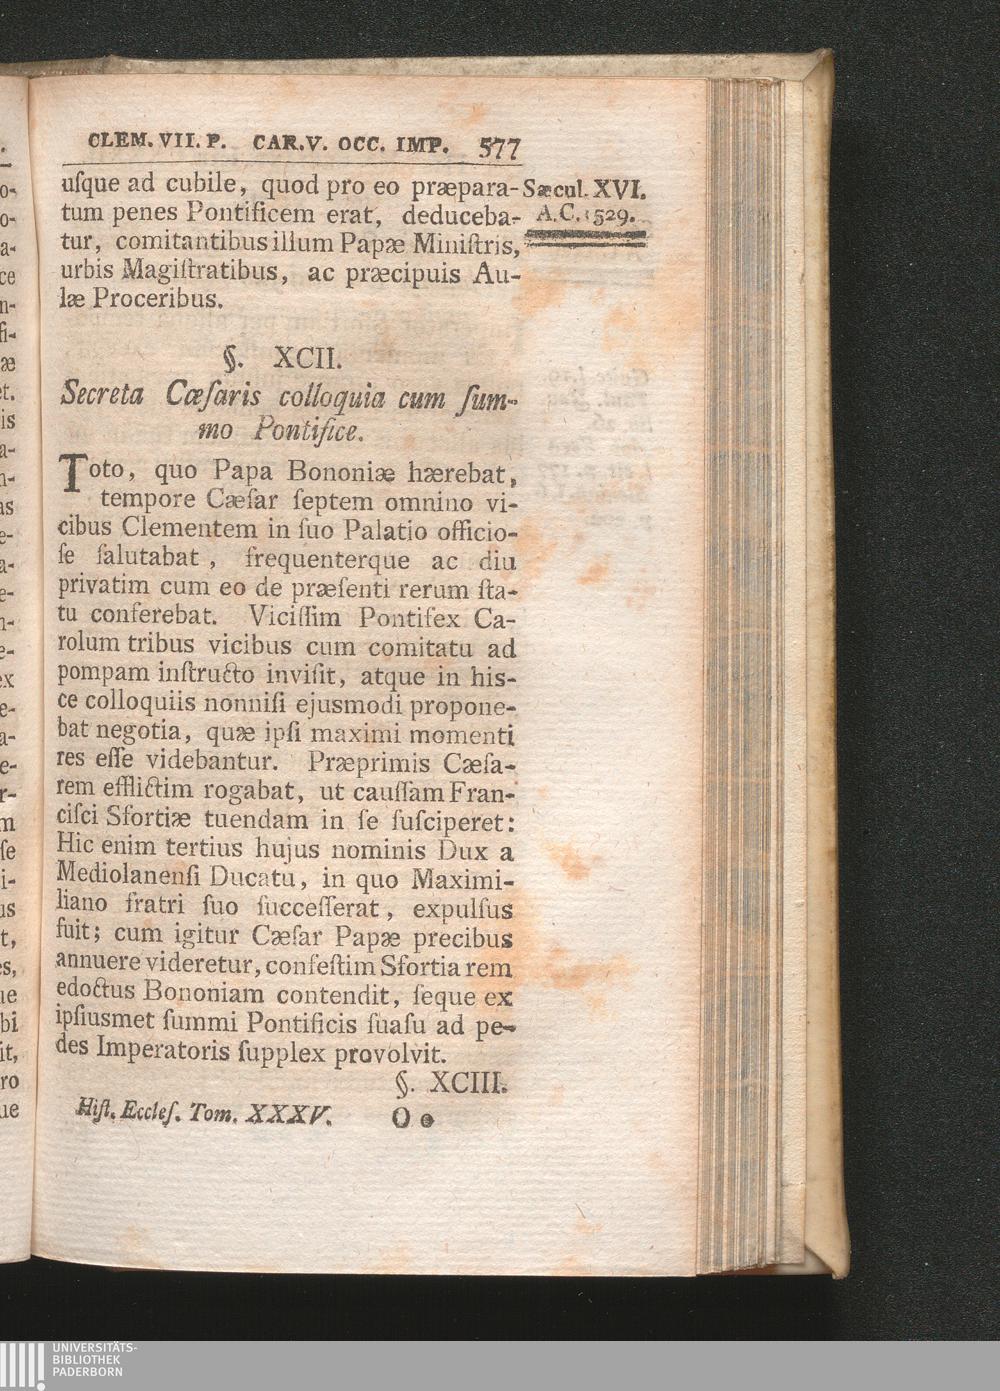 CLEM. VII. P. CAR. V. OCC. IMP. 577
uſque ad cubile, quod pro eo præpara-
tum penes Pontificem erat, deduceba-
tur, comitantibus illum Papæ Miniſtris,
urbis Magiſtratibus, ac præcipuis Au-
læ Proceribus.
Sæcul. XVI.
A.C. 1529.
§. XCII.
Secreta Cæſaris colloquia cum ſum-
mo Pontifice.
Toto, quo Papa Bononiæ hærebat,
tempore Cæſar ſeptem omnino vi-
cibus Clementem in ſuo Palatio officio-
ſe ſalutabat, frequenterque ac diu
privatim cum eo de præſenti rerum ſta-
tu conferebat. Viciſſim Pontifex Ca-
rolum tribus vicibus cum comitatu ad
pompam inſtructo inviſit, atque in his-
ce colloquiis nonniſi ejusmodi propone-
bat negotia, quæ ipſi maximi momenti
res eſſe videbantur. Præprimis Cæſa-
rem efflictim rogabat, ut cauſſam Fran-
ciſci Sfortiæ tuendam in ſe ſuſciperet:
Hic enim tertius hujus nominis Dux a
Mediolanenſi Ducatu, in quo Maximi-
liano fratri ſuo ſucceſſerat, expulſus
fuit; cum igitur Cæſar Papæ precibus
annuere videretur, confeſtim Sfortia rem
edoctus Bononiam contendit, ſeque ex
ipſiusmet ſummi Pontificis ſuaſu ad pe-
des Imperatoris ſupplex provolvit.
§. XCIII.
Hiſt. Eccleſ. Tom. XXXV. O o
UNIVERSITÄTS-
BIBLIOTHEK
PADERBORN